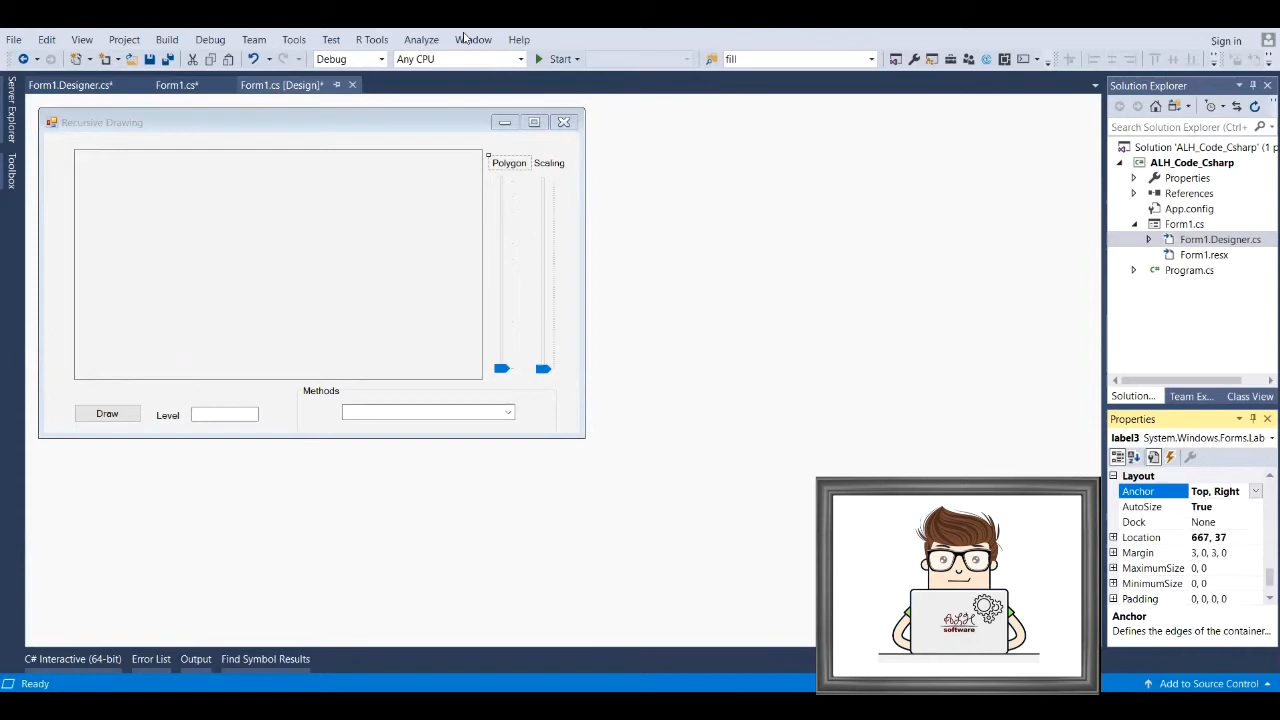 File Edit View Project Build Debug Team Tools Test R Tools Analyze Window Help
Sign in
Debug Any CPU Start fill
Form1.Designer.cs* Form1.cs* Form1.cs [Design]*
Server Explorer
Toolbox
Recursive Drawing
Polygon Scaling
Methods
Draw Level
Solution Explorer
Search Solution Explorer (Ctrl+
Solution 'ALH_Code_Csharp' (1 p
ALH_Code_Csharp
Properties
References
App.config
Form1.cs
Form1.Designer.cs
Form1.resx
Program.cs
Solution... Team Ex... Class View
Properties
label3 System.Windows.Forms.Lab
Layout
Anchor Top, Right
AutoSize True
Dock None
Location 667, 37
Margin 3, 0, 3, 0
MaximumSize 0, 0
MinimumSize 0, 0
Padding 0, 0, 0, 0
Anchor
Defines the edges of the container...
ALH
software
C# Interactive (64-bit) Error List Output Find Symbol Results
Ready Add to Source Control